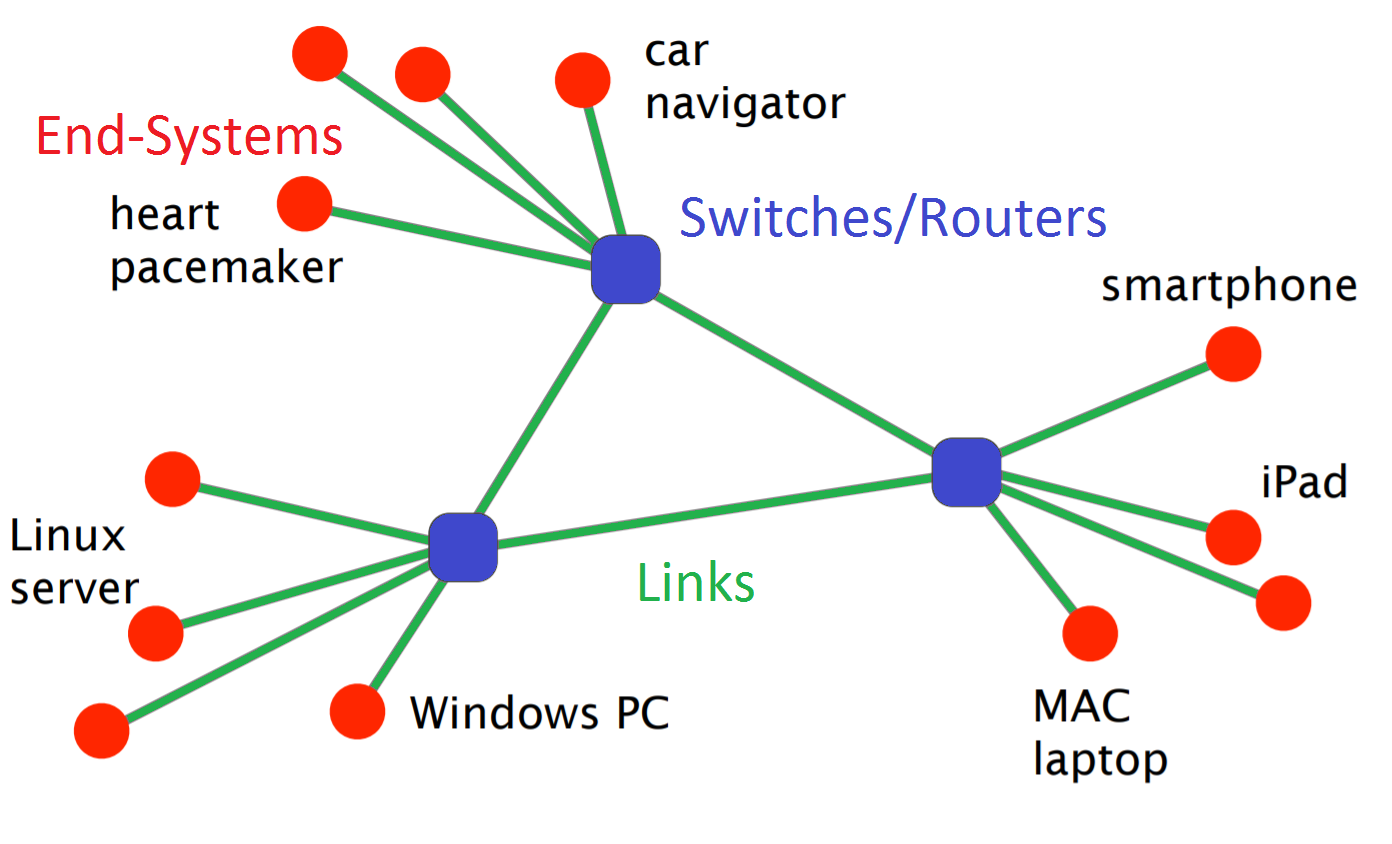 car
navigator
End-Systems
heart
pacemaker
Switches/Routers
smartphone
iPad
Linux
server
Links
Windows PC
MAC
laptop